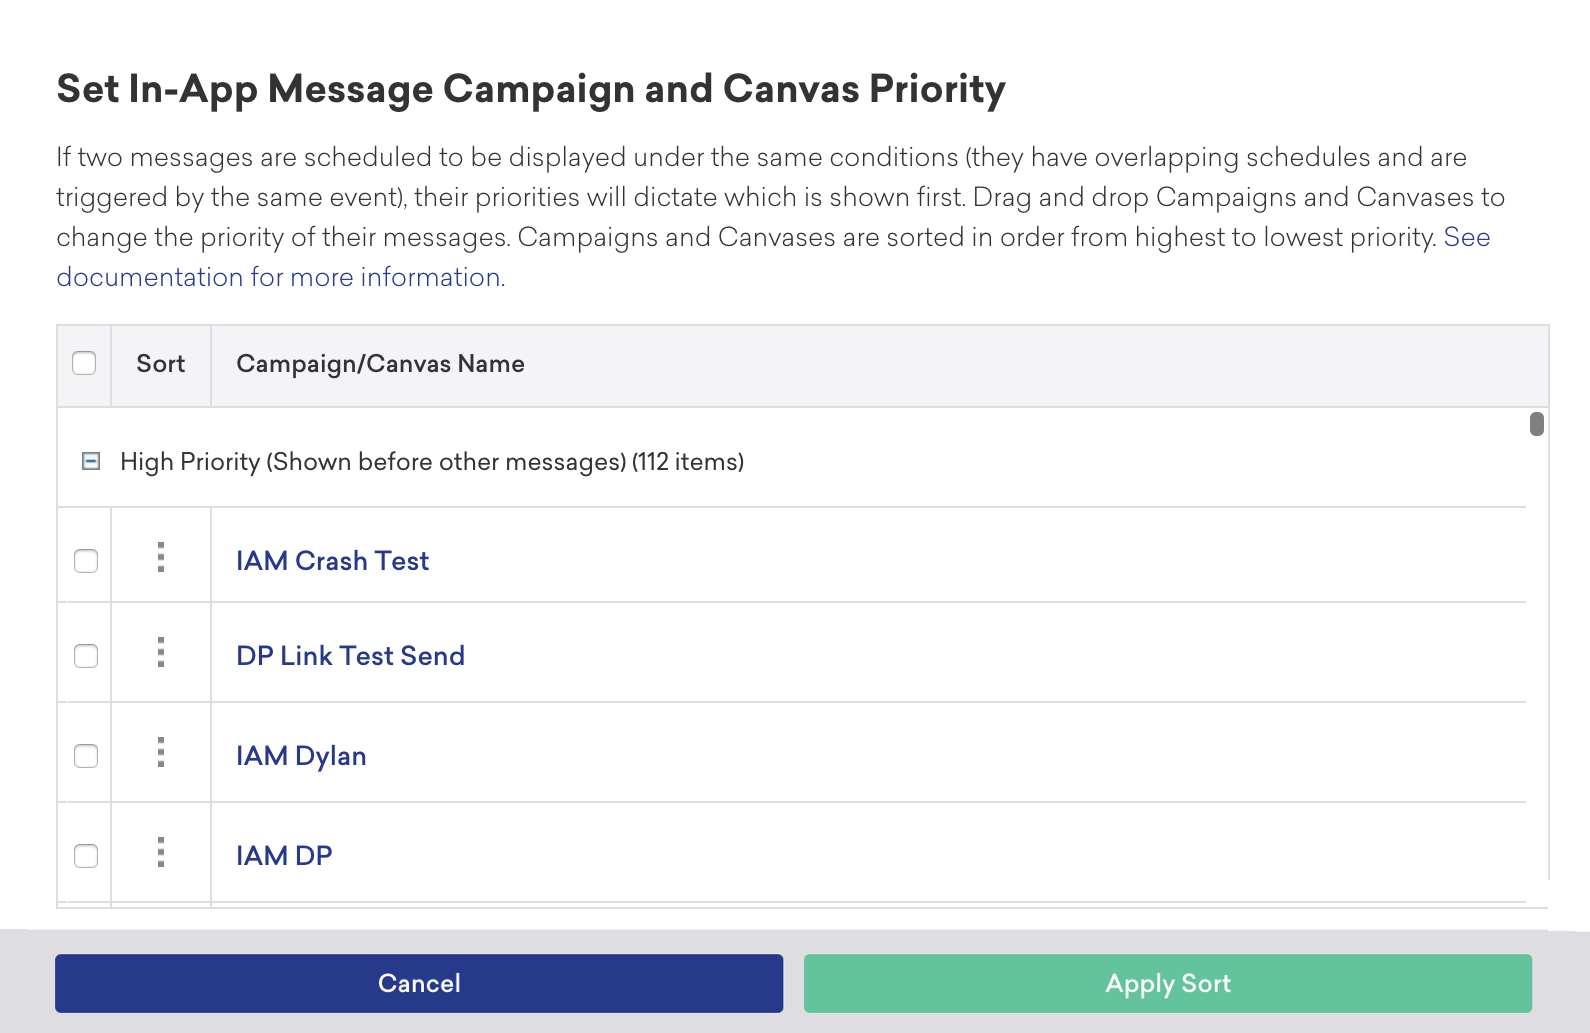 Set In-App Message Campaign and Canvas Priority
If two messages are scheduled to be displayed under the same conditions (they have overlapping schedules and are
triggered by the same event), their priorities will dictate which is shown first. Drag and drop Campaigns and Canvases to
change the priority of their messages. Campaigns and Canvases are sorted in order from highest to lowest priority. See
documentation for more information.
Sort Campaign/Canvas Name
High Priority (Shown before other messages) (112 items)
IAM Crash Test
DP Link Test Send
IAM Dylan
IAM DP
Cancel Apply Sort